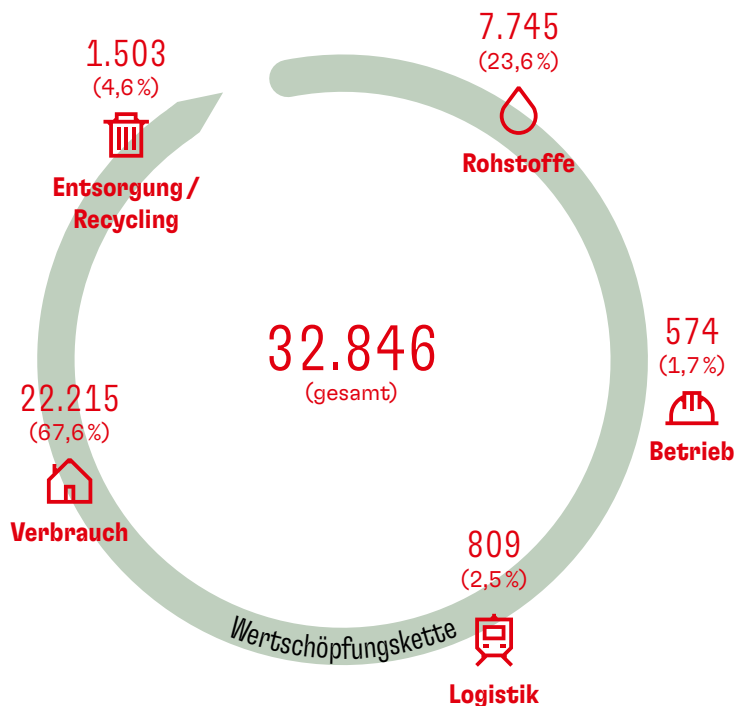 7.745
(23,6 %)
Rohstoffe
574
(1,7 %)
Betrieb
809
(2,5 %)
Logistik
Wertschöpfungskette
22.215
(67,6 %)
Verbrauch
1.503
(4,6 %)
Entsorgung /
Recycling
32.846
(gesamt)